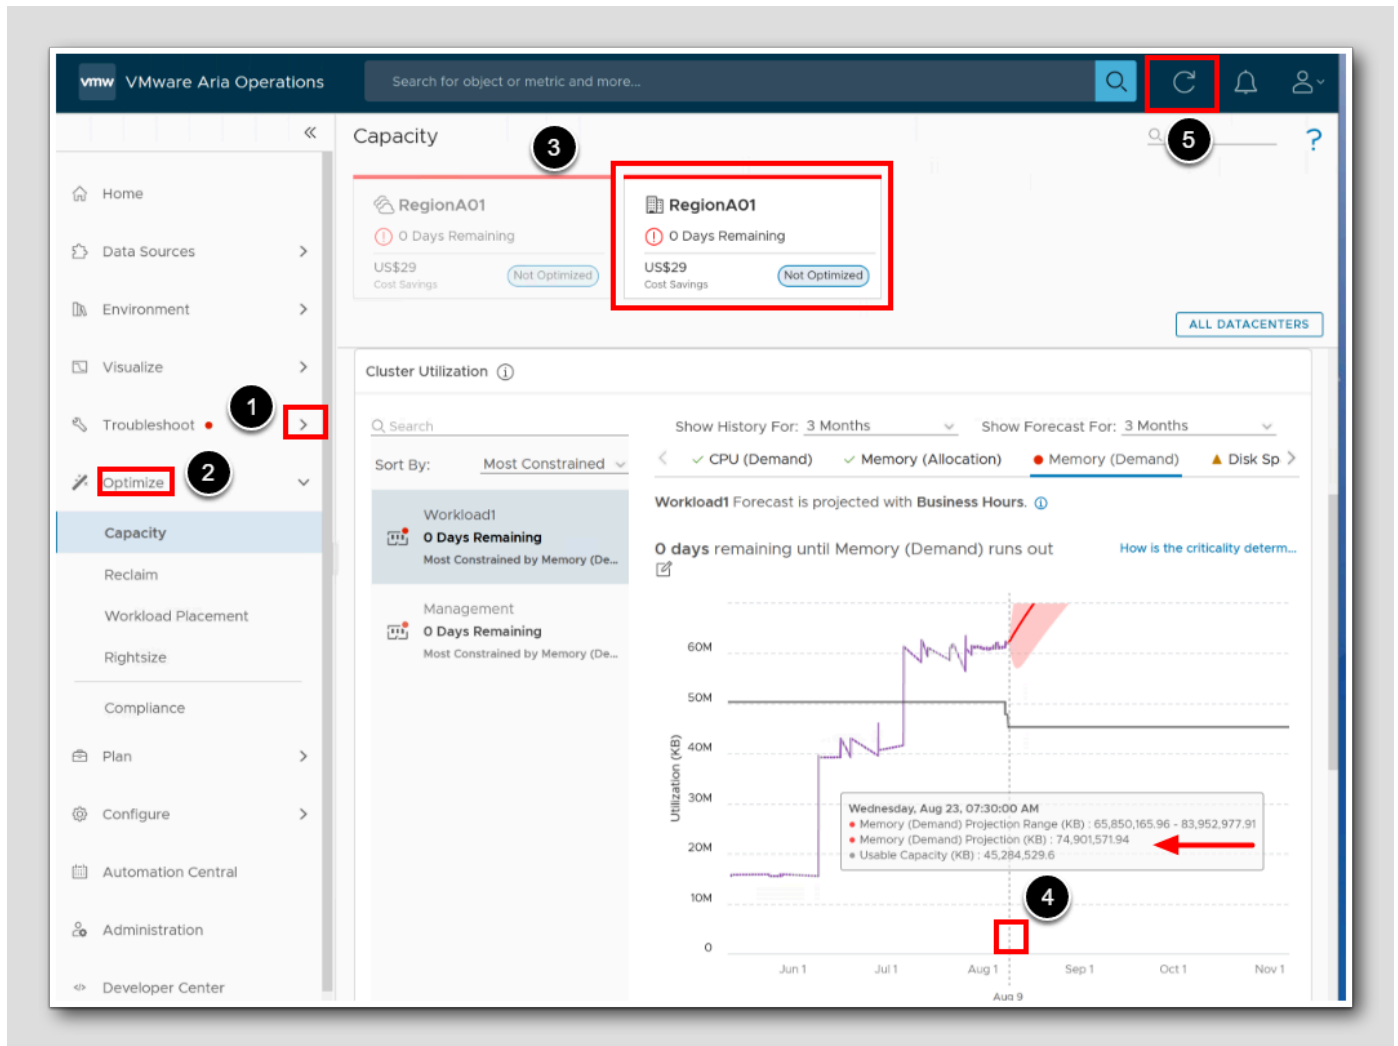 vmw VMware Aria Operations
Search for object or metric and more...
«
Capacity
3
5
?
Home
Data Sources
Environment
Visualize
Troubleshoot
1
Optimize
2
Capacity
Reclaim
Workload Placement
Rightsize
Compliance
Plan
Configure
Automation Central
Administration
Developer Center
RegionA01
0 Days Remaining
US$29
Cost Savings
Not Optimized
RegionA01
0 Days Remaining
US$29
Cost Savings
Not Optimized
ALL DATACENTERS
Cluster Utilization
Search
Sort By: Most Constrained
Workload1
0 Days Remaining
Most Constrained by Memory (De...
Management
0 Days Remaining
Most Constrained by Memory (De...
Show History For: 3 Months Show Forecast For: 3 Months
CPU (Demand) Memory (Allocation) Memory (Demand) Disk Sp
Workload1 Forecast is projected with Business Hours.
0 days remaining until Memory (Demand) runs out
How is the criticality determ...
Utilization (KB)
60M
50M
40M
30M
20M
10M
0
Wednesday, Aug 23, 07:30:00 AM
Memory (Demand) Projection Range (KB) : 65,850,165.96 - 83,952,977.91
Memory (Demand) Projection (KB) : 74,901,571.94
Usable Capacity (KB) : 45,284,529.6
4
Jun 1 Jul 1 Aug 1 Sep 1 Oct 1 Nov 1
Aug 9